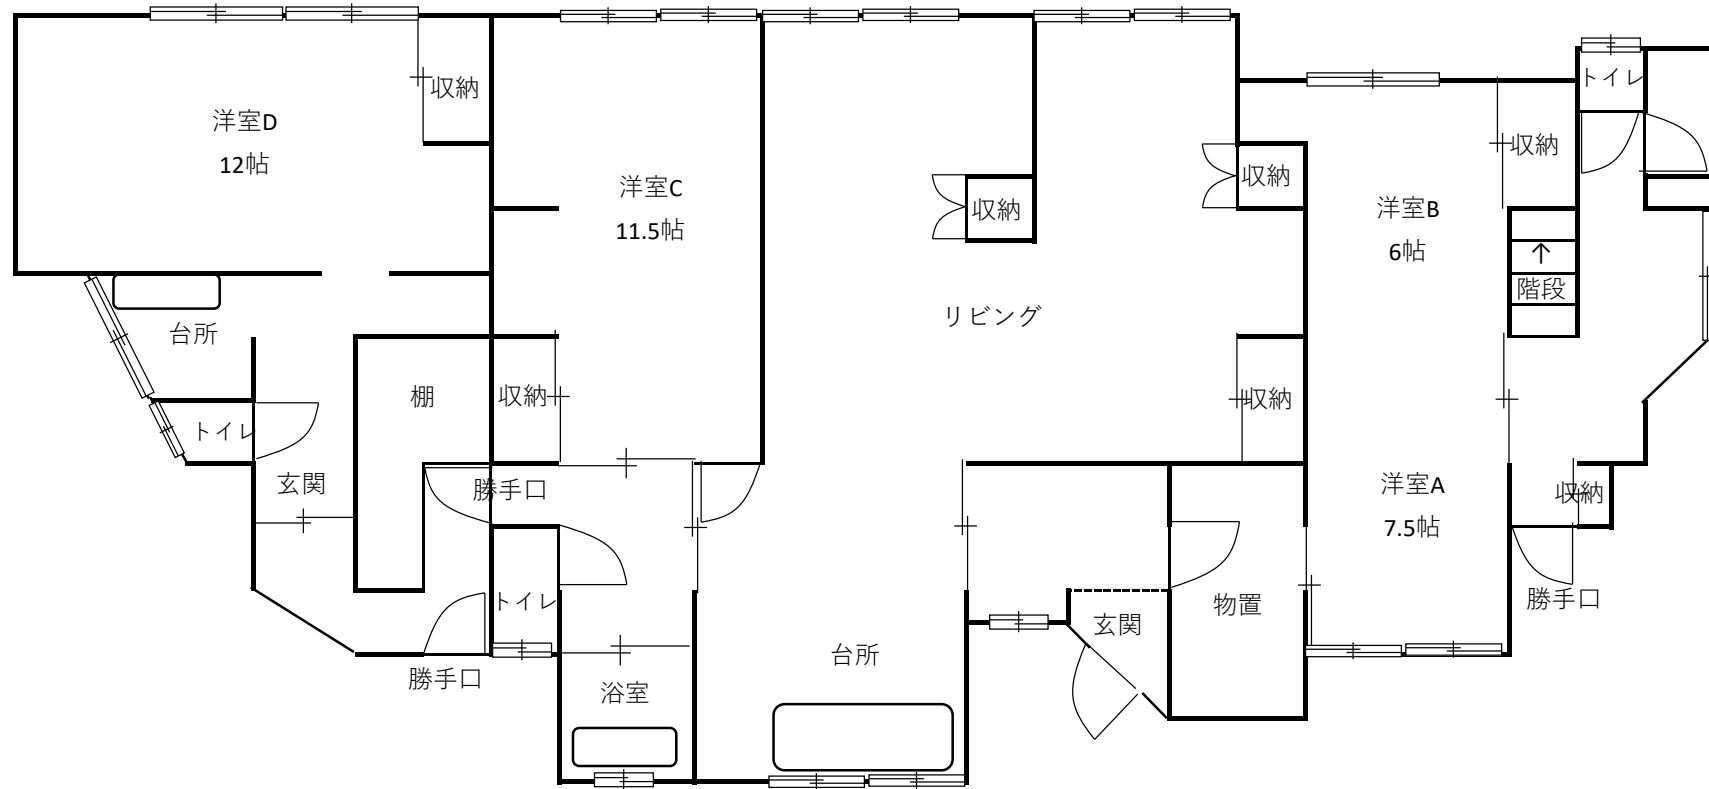 洋室D
12帖
収納
洋室C
11.5帖
収納
収納
洋室B
6帖
収納
トイレ
↑
階段
台所
リビング
棚
収納
収納
トイレ
玄関
勝手口
洋室A
7.5帖
収納
トイレ
物置
玄関
勝手口
勝手口
浴室
台所